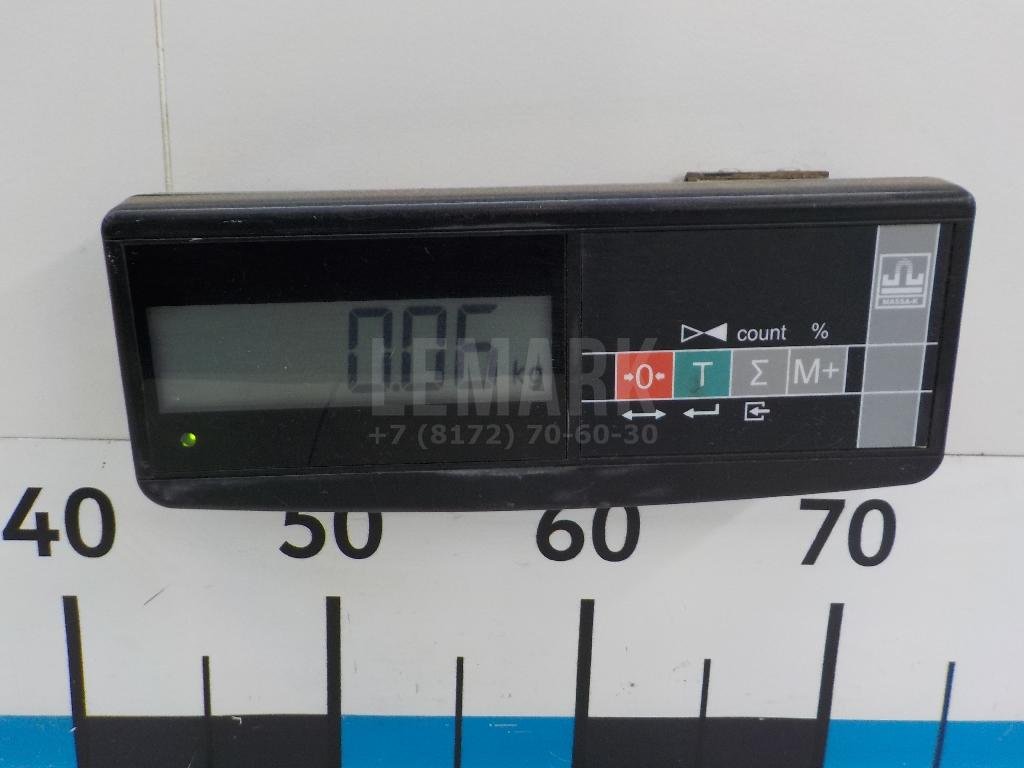 MASSA-K
count %
0.06 kg
→0← T Σ M+
LEMARK
+7 (8172) 70-60-30
40 50 60 70